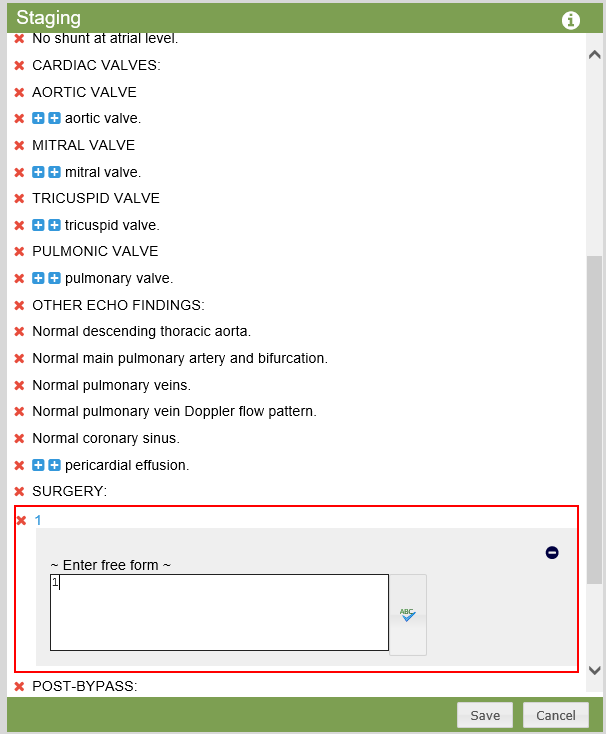 Staging
No shunt at atrial level.
CARDIAC VALVES:
AORTIC VALVE
aortic valve.
MITRAL VALVE
mitral valve.
TRICUSPID VALVE
tricuspid valve.
PULMONIC VALVE
pulmonary valve.
OTHER ECHO FINDINGS:
Normal descending thoracic aorta.
Normal main pulmonary artery and bifurcation.
Normal pulmonary veins.
Normal pulmonary vein Doppler flow pattern.
Normal coronary sinus.
pericardial effusion.
SURGERY:
1
~ Enter free form ~
1
ABC
POST-BYPASS:
Save Cancel